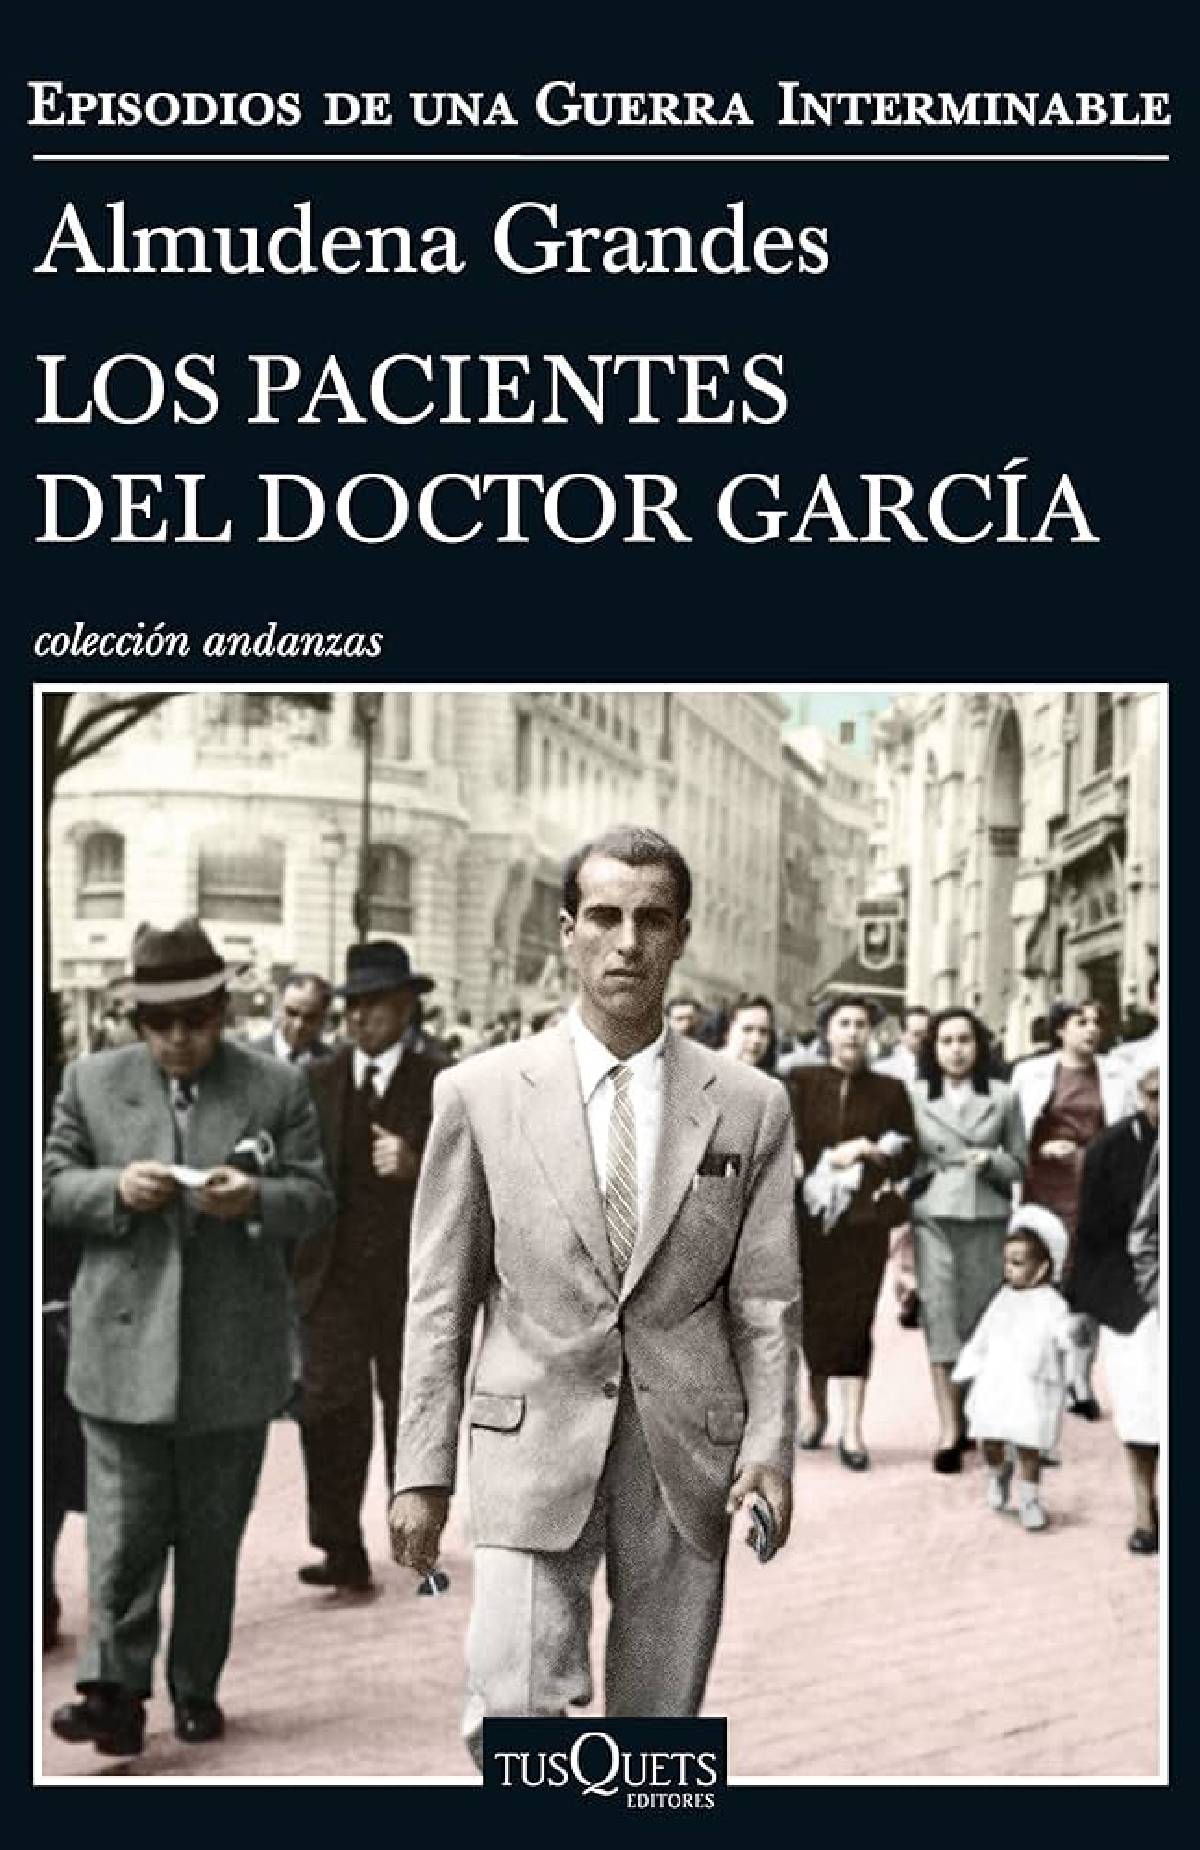 EPISODIOS DE UNA GUERRA INTERMINABLE
Almudena Grandes
LOS PACIENTES
DEL DOCTOR GARCÍA
colección andanzas
TUSQUETS
EDITORES